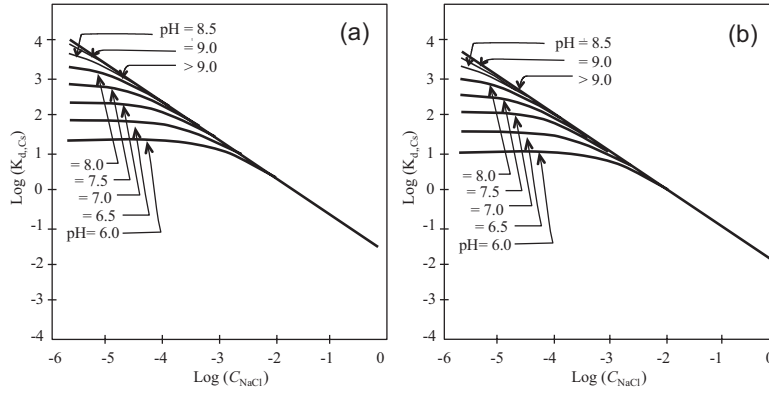 (a)
pH = 8.5
= 9.0
> 9.0
= 8.0
= 7.5
= 7.0
= 6.5
pH= 6.0
Log (K_d,,Cs)
4
3
2
1
0
-1
-2
-3
-4
-6 -5 -4 -3 -2 -1 0
Log (C_NaCl)
(b)
pH = 8.5
= 9.0
> 9.0
= 8.0
= 7.5
= 7.0
= 6.5
pH= 6.0
Log (K_d,,Cs)
4
3
2
1
0
-1
-2
-3
-4
-6 -5 -4 -3 -2 -1 0
Log (C_NaCl)